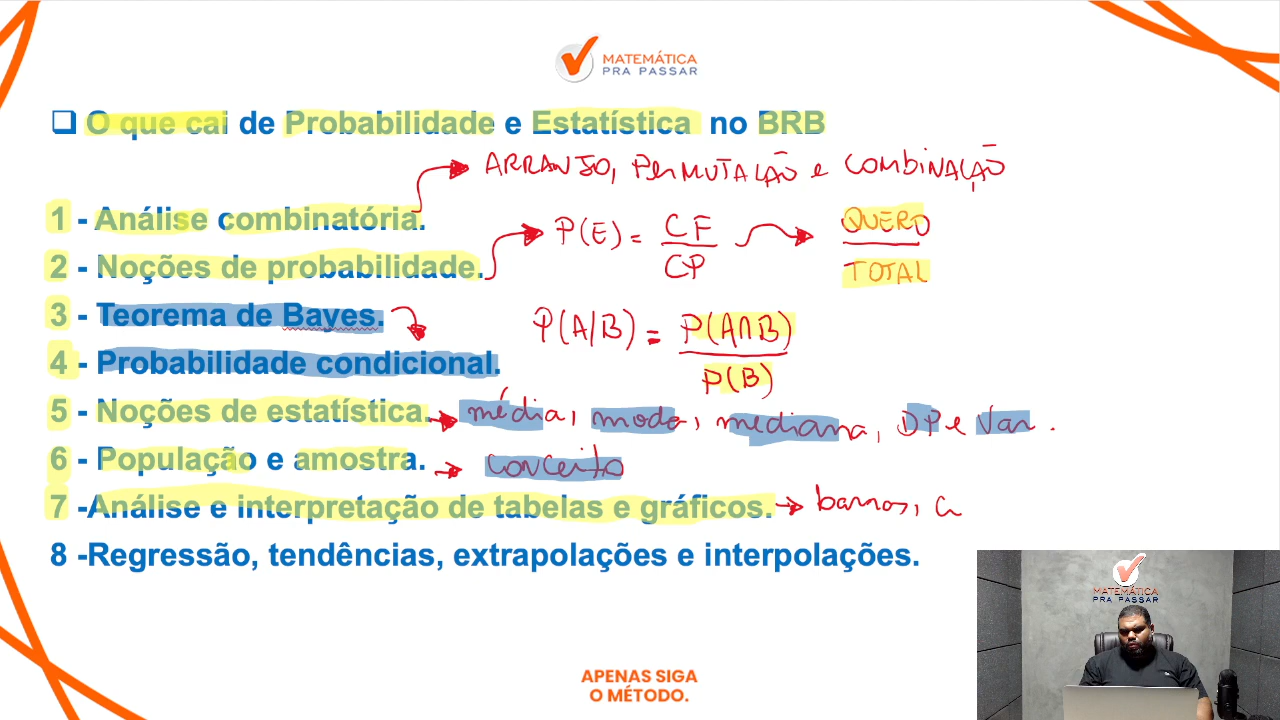 MATEMÁTICA
PRA PASSAR
O que cai de Probabilidade e Estatística no BRB
ARRANJO, PERMUTAÇÃO e COMBINAÇÃO
1 - Análise combinatória.
P(E) = CF / CP → QUERO / TOTAL
2 - Noções de probabilidade.
3 - Teorema de Bayes.
P(A/B) = P(A∩B) / P(B)
4 - Probabilidade condicional.
5 - Noções de estatística. média, moda, mediana, DP e Var.
6 - População e amostra. conceito
7 -Análise e interpretação de tabelas e gráficos. barras, c
8 -Regressão, tendências, extrapolações e interpolações.
MATEMÁTICA
PRA PASSAR
APENAS SIGA
O MÉTODO.